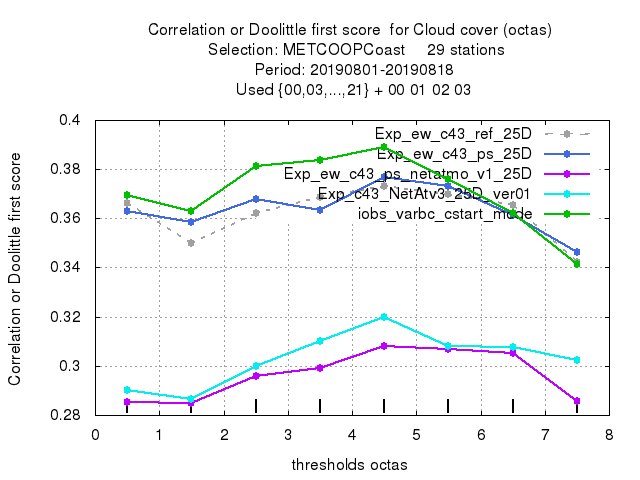 Correlation or Doolittle first score  for Cloud cover (octas)
Selection: METCOOPCoast     29 stations
Period: 20190801-20190818
Used {00,03,...,21} + 00 01 02 03
Correlation or Doolittle first score
0.4
0.38
0.36
0.34
0.32
0.3
0.28
Exp_ew_c43_ref_25D
Exp_ew_c43_ps_25D
Exp_ew_c43_ps_netatmo_v1_25D
Exp_c43_NetAtv3_25D_ver01
iobs_varbc_cstart_mode
0 1 2 3 4 5 6 7 8
thresholds octas